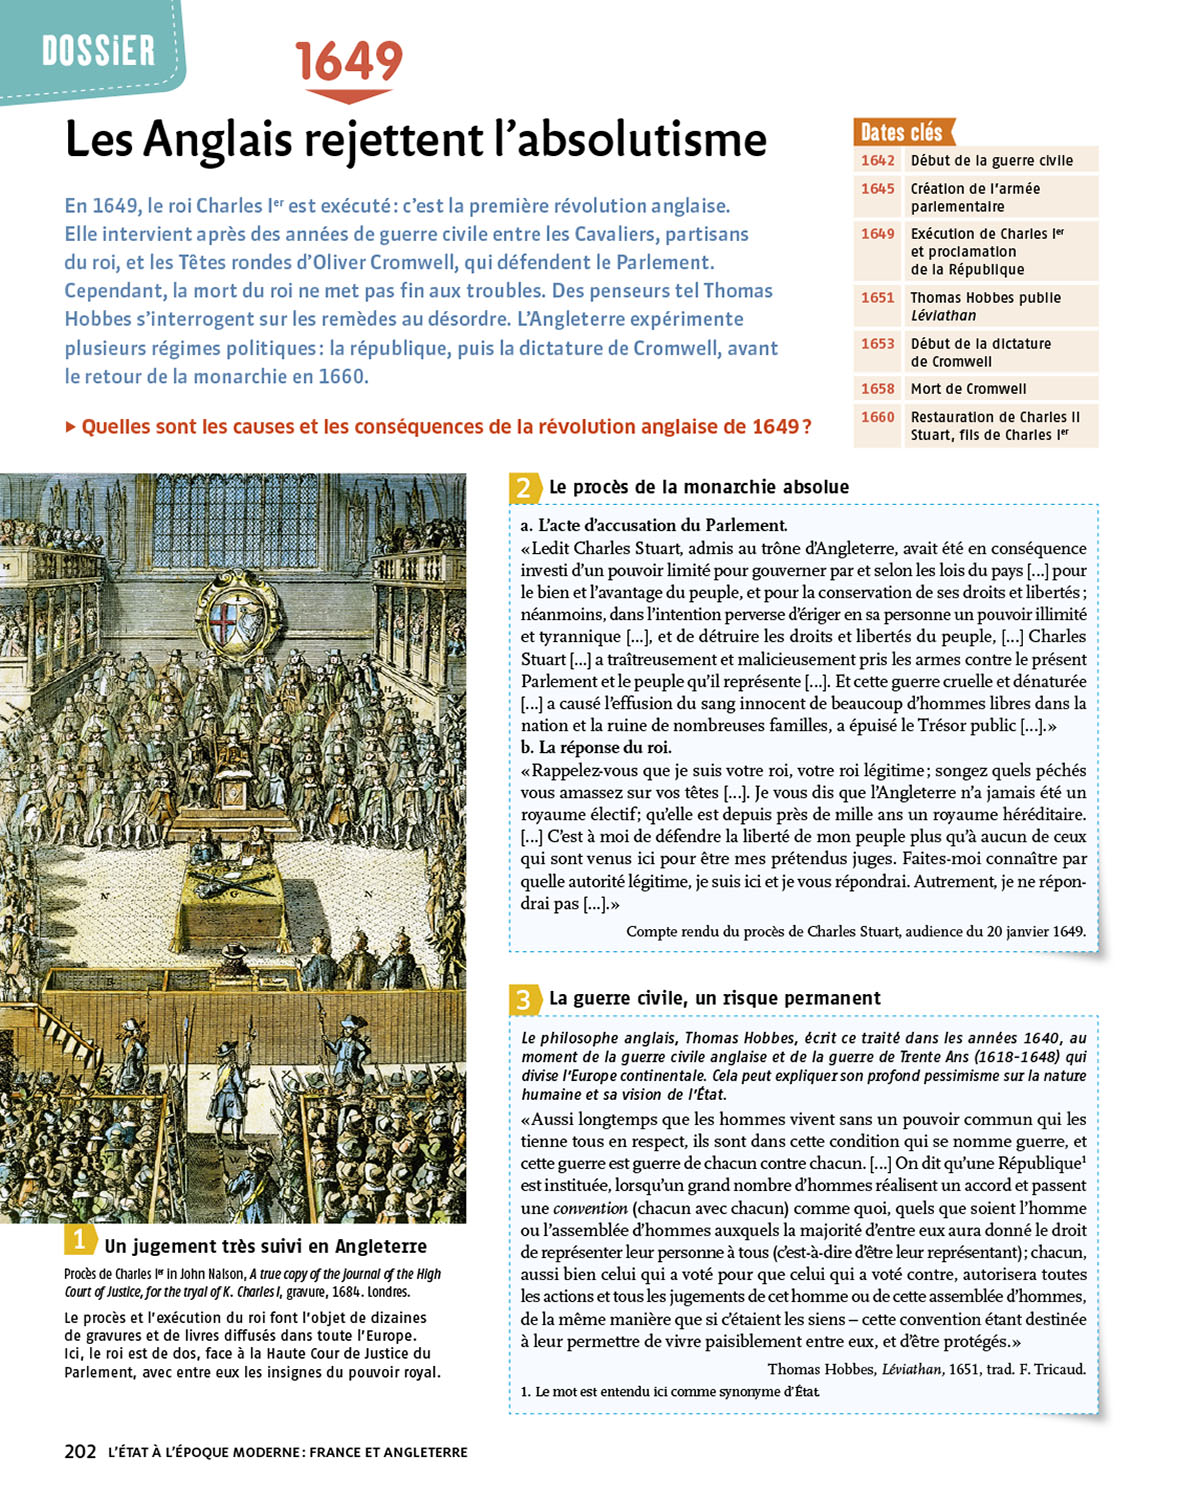 DOSSiER
1649
Les Anglais rejettent l'absolutisme
En 1649, le roi Charles Ier est exécuté : c'est la première révolution anglaise.
Elle intervient après des années de guerre civile entre les Cavaliers, partisans
du roi, et les Têtes rondes d'Oliver Cromwell, qui défendent le Parlement.
Cependant, la mort du roi ne met pas fin aux troubles. Des penseurs tel Thomas
Hobbes s'interrogent sur les remèdes au désordre. L'Angleterre expérimente
plusieurs régimes politiques : la république, puis la dictature de Cromwell, avant
le retour de la monarchie en 1660.
▶ Quelles sont les causes et les conséquences de la révolution anglaise de 1649 ?
Dates clés
1642 Début de la guerre civile
1645 Création de l'armée
parlementaire
1649 Exécution de Charles Ier
et proclamation
de la République
1651 Thomas Hobbes publie
Léviathan
1653 Début de la dictature
de Cromwell
1658 Mort de Cromwell
1660 Restauration de Charles II
Stuart, fils de Charles Ier
1 Un jugement très suivi en Angleterre
Procès de Charles Ier in John Nalson, A true copy of the journal of the High
Court of Justice, for the tryal of K. Charles I, gravure, 1684. Londres.
Le procès et l'exécution du roi font l'objet de dizaines
de gravures et de livres diffusés dans toute l'Europe.
Ici, le roi est de dos, face à la Haute Cour de Justice du
Parlement, avec entre eux les insignes du pouvoir royal.
2 Le procès de la monarchie absolue
a. L'acte d'accusation du Parlement.
« Ledit Charles Stuart, admis au trône d'Angleterre, avait été en conséquence
investi d'un pouvoir limité pour gouverner par et selon les lois du pays [...] pour
le bien et l'avantage du peuple, et pour la conservation de ses droits et libertés ;
néanmoins, dans l'intention perverse d'ériger en sa personne un pouvoir illimité
et tyrannique [...], et de détruire les droits et libertés du peuple, [...] Charles
Stuart [...] a traîtreusement et malicieusement pris les armes contre le présent
Parlement et le peuple qu'il représente [...]. Et cette guerre cruelle et dénaturée
[...] a causé l'effusion du sang innocent de beaucoup d'hommes libres dans la
nation et la ruine de nombreuses familles, a épuisé le Trésor public [...]. »
b. La réponse du roi.
« Rappelez-vous que je suis votre roi, votre roi légitime ; songez quels péchés
vous amassez sur vos têtes [...]. Je vous dis que l'Angleterre n'a jamais été un
royaume électif ; qu'elle est depuis près de mille ans un royaume héréditaire.
[...] C'est à moi de défendre la liberté de mon peuple plus qu'à aucun de ceux
qui sont venus ici pour être mes prétendus juges. Faites-moi connaître par
quelle autorité légitime, je suis ici et je vous répondrai. Autrement, je ne répon-
drai pas [...]. »
Compte rendu du procès de Charles Stuart, audience du 20 janvier 1649.
3 La guerre civile, un risque permanent
Le philosophe anglais, Thomas Hobbes, écrit ce traité dans les années 1640, au
moment de la guerre civile anglaise et de la guerre de Trente Ans (1618-1648) qui
divise l'Europe continentale. Cela peut expliquer son profond pessimisme sur la nature
humaine et sa vision de l'État.
« Aussi longtemps que les hommes vivent sans un pouvoir commun qui les
tienne tous en respect, ils sont dans cette condition qui se nomme guerre, et
cette guerre est guerre de chacun contre chacun. [...] On dit qu'une République1
est instituée, lorsqu'un grand nombre d'hommes réalisent un accord et passent
une convention (chacun avec chacun) comme quoi, quels que soient l'homme
ou l'assemblée d'hommes auxquels la majorité d'entre eux aura donné le droit
de représenter leur personne à tous (c'est-à-dire d'être leur représentant) ; chacun,
aussi bien celui qui a voté pour que celui qui a voté contre, autorisera toutes
les actions et tous les jugements de cet homme ou de cette assemblée d'hommes,
de la même manière que si c'étaient les siens – cette convention étant destinée
à leur permettre de vivre paisiblement entre eux, et d'être protégés. »
Thomas Hobbes, Léviathan, 1651, trad. F. Tricaud.
1. Le mot est entendu ici comme synonyme d'État.
202 L'ÉTAT À L'ÉPOQUE MODERNE : FRANCE ET ANGLETERRE